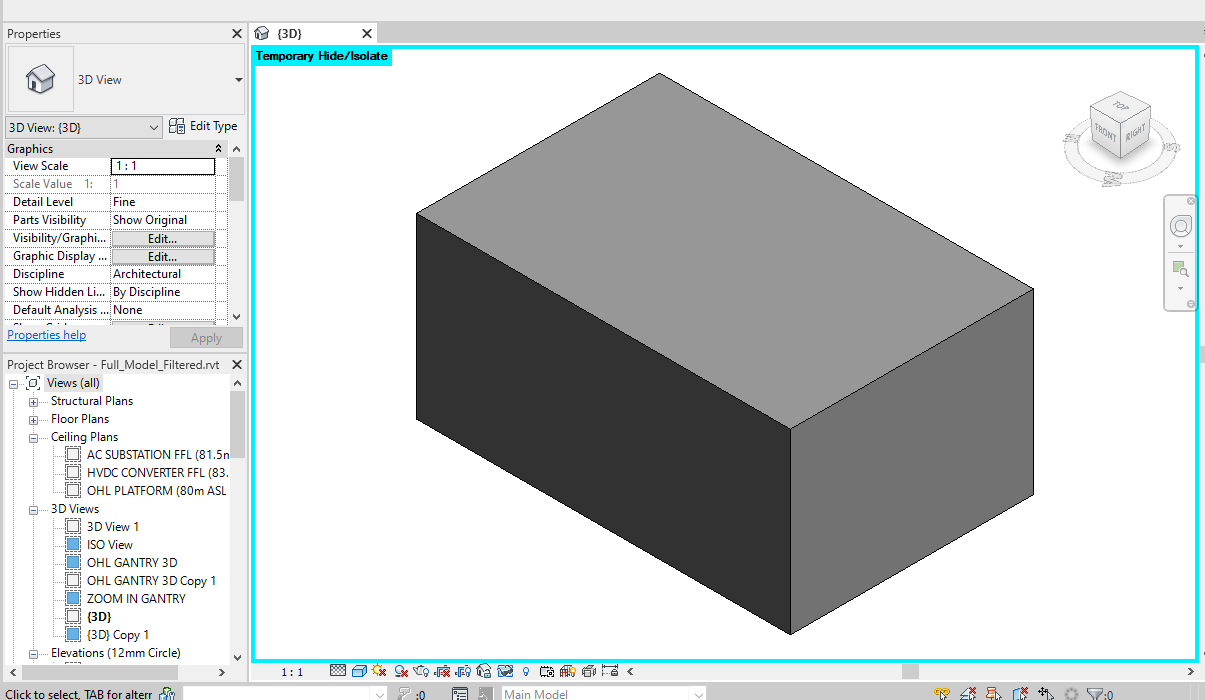 Properties
3D View
3D View: {3D}
Edit Type
Graphics
View Scale 1 : 1
Scale Value 1: 1
Detail Level Fine
Parts Visibility Show Original
Visibility/Graphi... Edit...
Graphic Display ... Edit...
Discipline Architectural
Show Hidden Li... By Discipline
Default Analysis ... None
Properties help
Apply
Project Browser - Full_Model_Filtered.rvt
Views (all)
Structural Plans
Floor Plans
Ceiling Plans
AC SUBSTATION FFL (81.5m
HVDC CONVERTER FFL (83.
OHL PLATFORM (80m ASL
3D Views
3D View 1
ISO View
OHL GANTRY 3D
OHL GANTRY 3D Copy 1
ZOOM IN GANTRY
{3D}
{3D} Copy 1
Elevations (12mm Circle)
{3D}
Temporary Hide/Isolate
TOP
FRONT
RIGHT
1 : 1
Click to select, TAB for altern
:0
Main Model
:0